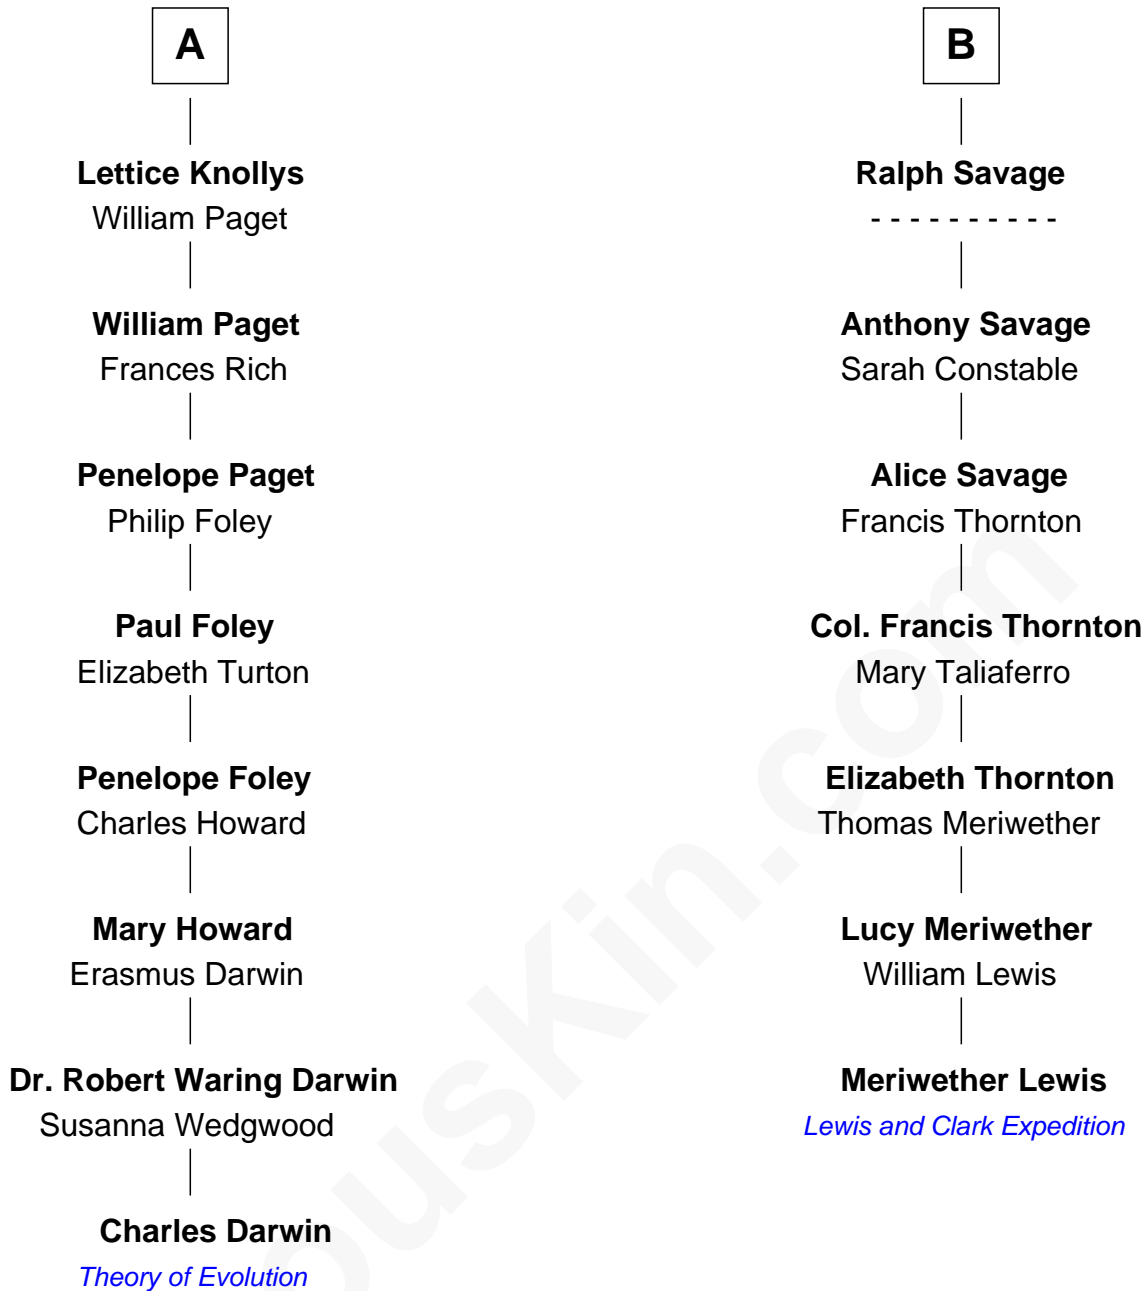 A
Lettice Knollys
William Paget
William Paget
Frances Rich
Penelope Paget
Philip Foley
Paul Foley
Elizabeth Turton
Penelope Foley
Charles Howard
Mary Howard
Erasmus Darwin
Dr. Robert Waring Darwin
Susanna Wedgwood
Charles Darwin
Theory of Evolution
B
Ralph Savage
- - - - - - - - - -
Anthony Savage
Sarah Constable
Alice Savage
Francis Thornton
Col. Francis Thornton
Mary Taliaferro
Elizabeth Thornton
Thomas Meriwether
Lucy Meriwether
William Lewis
Meriwether Lewis
Lewis and Clark Expedition
ousKin.com